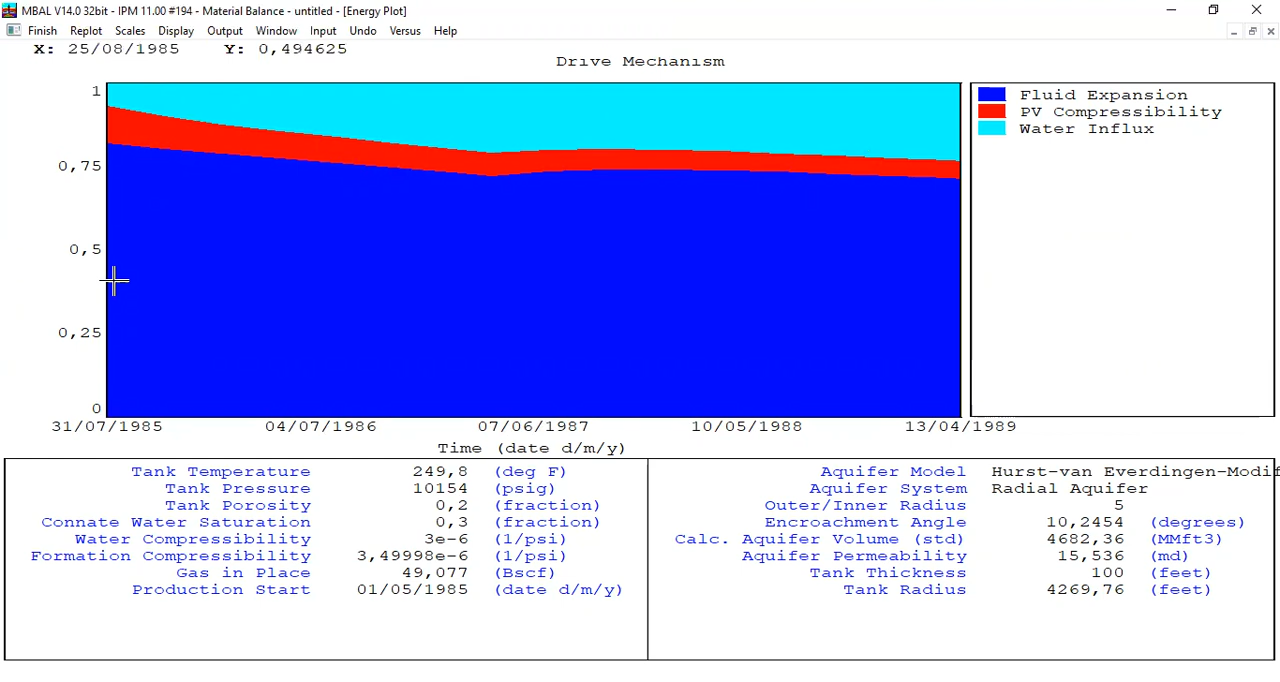 MBAL V14.0 32bit - IPM 11.00 #194 - Material Balance - untitled - [Energy Plot]
Finish Replot Scales Display Output Window Input Undo Versus Help
X: 25/08/1985 Y: 0,494625
Drive Mechanism
1
0,75
0,5
0,25
0
31/07/1985 04/07/1986 07/06/1987 10/05/1988 13/04/1989
Time (date d/m/y)
Fluid Expansion
PV Compressibility
Water Influx
Tank Temperature 249,8 (deg F)
Tank Pressure 10154 (psig)
Tank Porosity 0,2 (fraction)
Connate Water Saturation 0,3 (fraction)
Water Compressibility 3e-6 (1/psi)
Formation Compressibility 3,49998e-6 (1/psi)
Gas in Place 49,077 (Bscf)
Production Start 01/05/1985 (date d/m/y)
Aquifer Model Hurst-van Everdingen-Modif
Aquifer System Radial Aquifer
Outer/Inner Radius 5
Encroachment Angle 10,2454 (degrees)
Calc. Aquifer Volume (std) 4682,36 (MMft3)
Aquifer Permeability 15,536 (md)
Tank Thickness 100 (feet)
Tank Radius 4269,76 (feet)